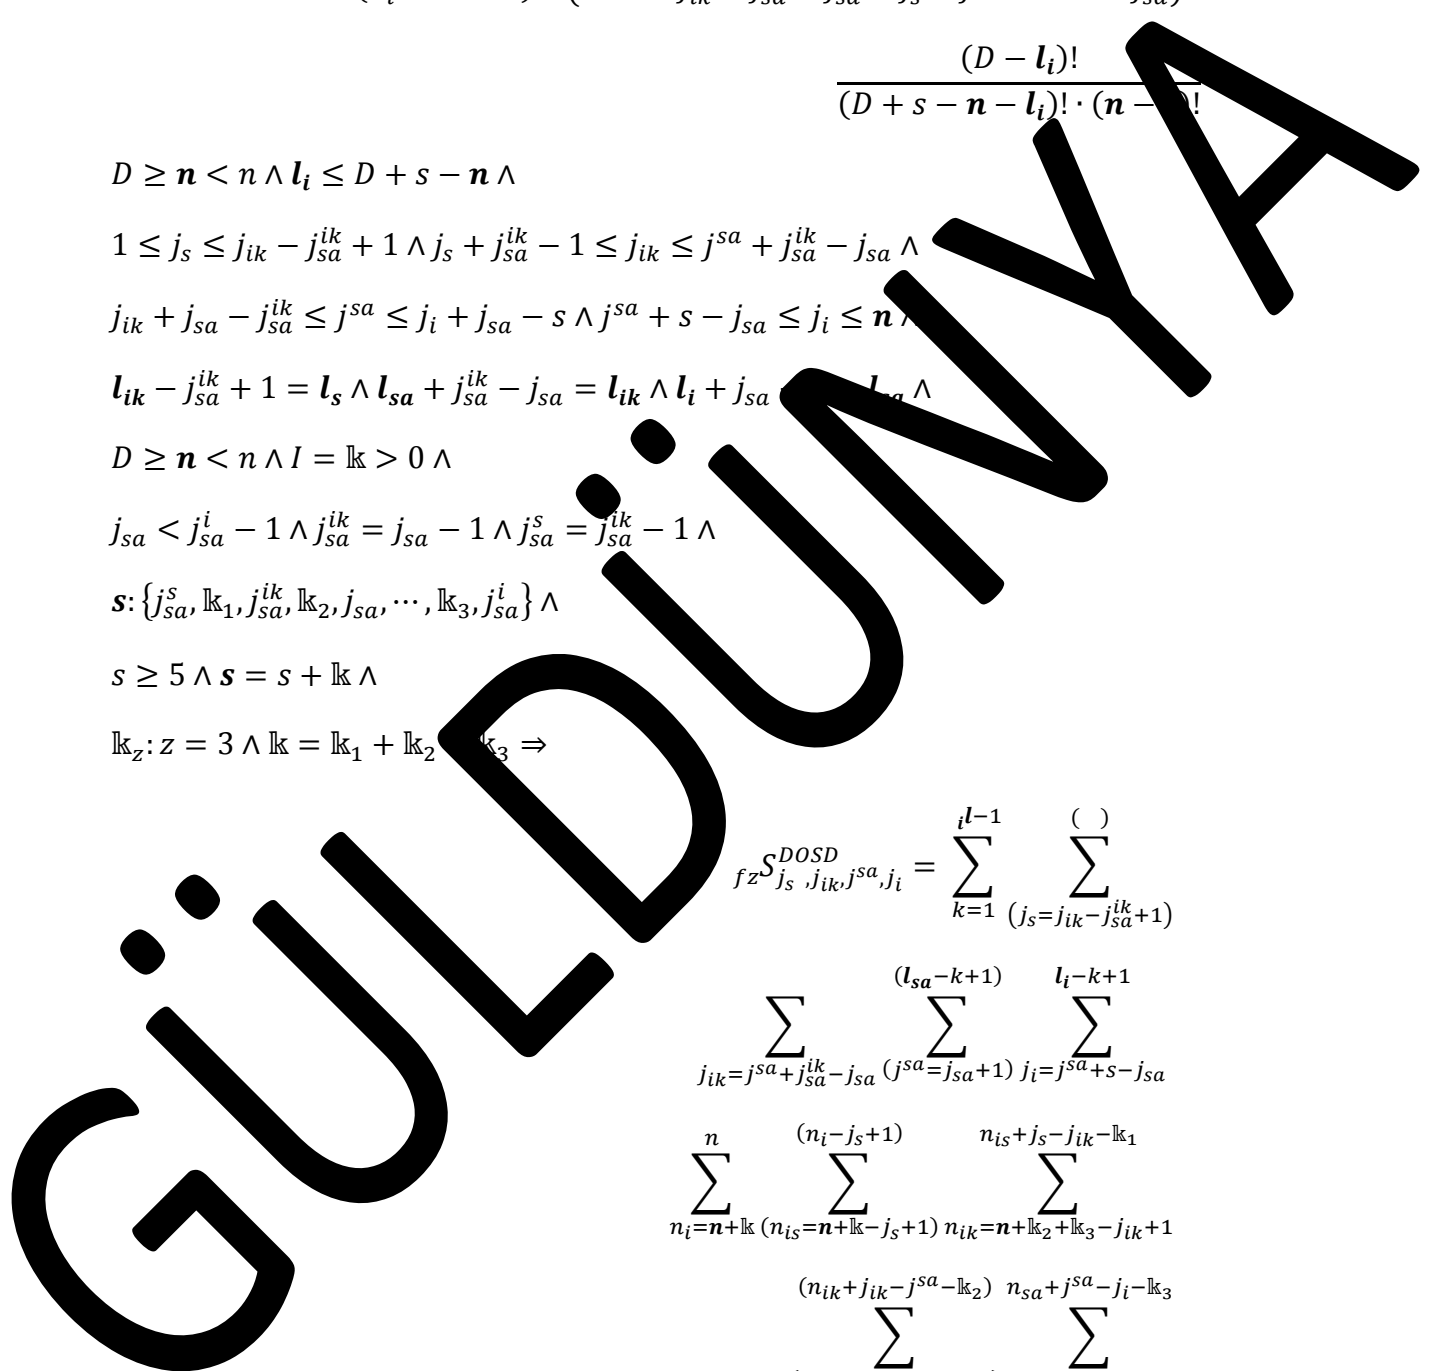 (D − l_i)!
(D + s − n − l_i)! · (n − )!
D ≥ n < n ∧ l_i ≤ D + s − n ∧
1 ≤ j_s ≤ j_ik − j_sa^ik + 1 ∧ j_s + j_sa^ik − 1 ≤ j_ik ≤ j^sa + j_sa^ik − j_sa ∧
j_ik + j_sa − j_sa^ik ≤ j^sa ≤ j_i + j_sa − s ∧ j^sa + s − j_sa ≤ j_i ≤ n ∧
l_ik − j_sa^ik + 1 = l_s ∧ l_sa + j_sa^ik − j_sa = l_ik ∧ l_i + j_sa l_sa ∧
D ≥ n < n ∧ I = 𝕜 > 0 ∧
j_sa < j_sa^i − 1 ∧ j_sa^ik = j_sa − 1 ∧ j_sa^s = j_sa^ik − 1 ∧
s: {j_sa^s, 𝕜_1, j_sa^ik, 𝕜_2, j_sa, ⋯, 𝕜_3, j_sa^i} ∧
s ≥ 5 ∧ s = s + 𝕜 ∧
𝕜_z: z = 3 ∧ 𝕜 = 𝕜_1 + 𝕜_2 𝕜_3 ⇒
_fz S^DOSD_{j_s ,j_ik,j^sa,j_i} = ∑_{k=1}^{_i l−1} ∑_{(j_s=j_ik−j_sa^ik+1)}^{( )}
∑_{j_ik=j^sa+j_sa^ik−j_sa} ∑_{(j^sa=j_sa+1)}^{(l_sa−k+1)} ∑_{j_i=j^sa+s−j_sa}^{l_i−k+1}
∑_{n_i=n+𝕜}^{n} ∑_{(n_is=n+𝕜−j_s+1)}^{(n_i−j_s+1)} ∑_{n_ik=n+𝕜_2+𝕜_3−j_ik+1}^{n_is+j_s−j_ik−𝕜_1}
∑^{(n_ik+j_ik−j^sa−𝕜_2)} ∑^{n_sa+j^sa−j_i−𝕜_3}
GÜLDÜNYA